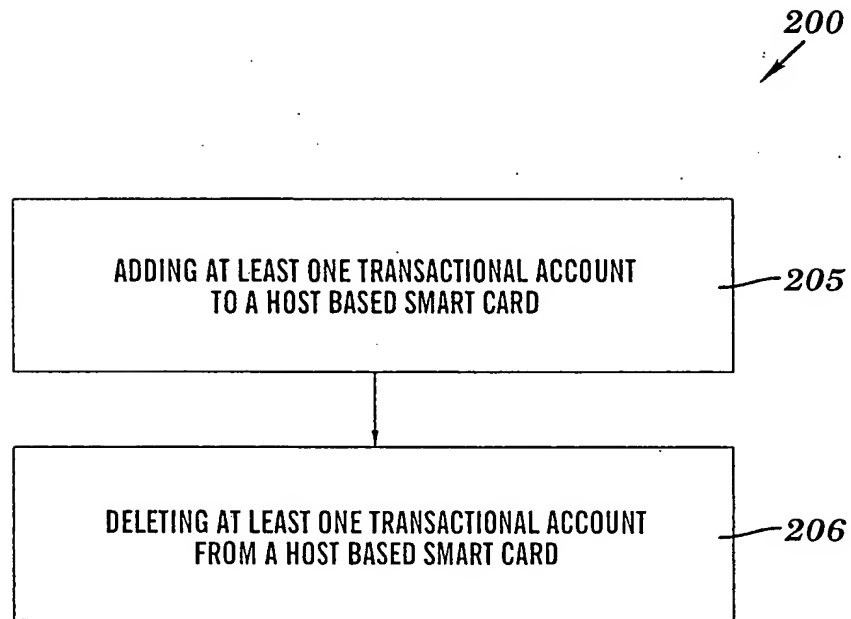 200
ADDING AT LEAST ONE TRANSACTIONAL ACCOUNT
TO A HOST BASED SMART CARD
205
DELETING AT LEAST ONE TRANSACTIONAL ACCOUNT
FROM A HOST BASED SMART CARD
206